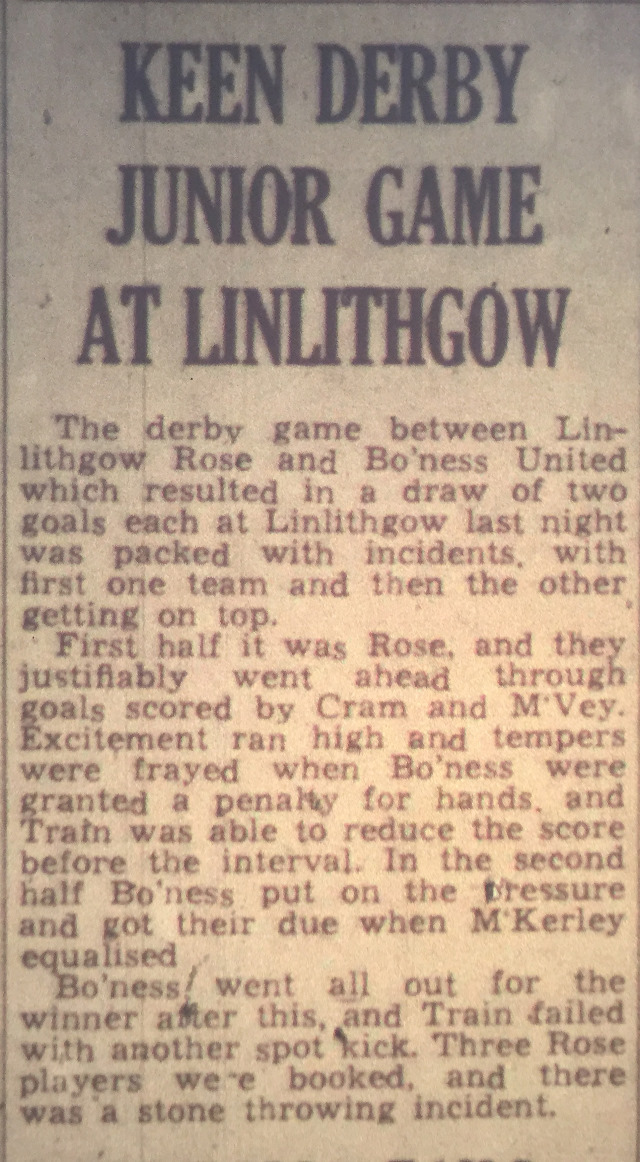 KEEN DERBY
JUNIOR GAME
AT LINLITHGOW
The derby game between Lin-
lithgow Rose and Bo'ness United
which resulted in a draw of two
goals each at Linlithgow last night
was packed with incidents, with
first one team and then the other
getting on top.
First half it was Rose, and they
justifiably went ahead through
goals scored by Cram and M'Vey.
Excitement ran high and tempers
were frayed when Bo'ness were
granted a penalty for hands, and
Train was able to reduce the score
before the interval. In the second
half Bo'ness put on the pressure
and got their due when M'Kerley
equalised
Bo'ness went all out for the
winner after this, and Train failed
with another spot kick. Three Rose
players were booked, and there
was a stone throwing incident.